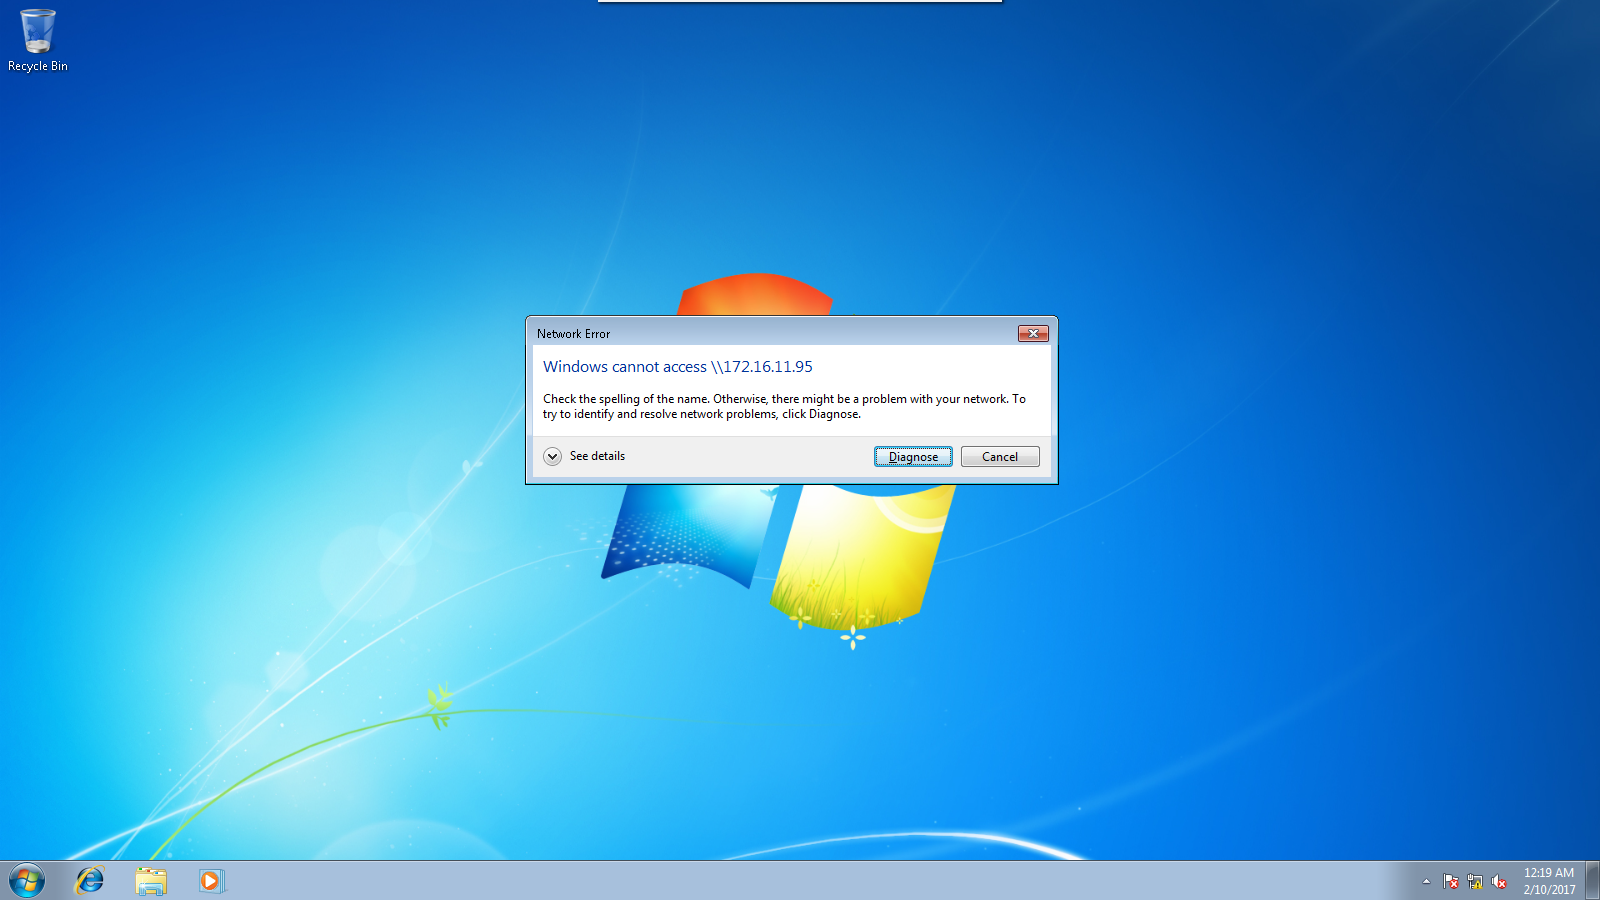 Recycle Bin
Network Error
Windows cannot access \\172.16.11.95
Check the spelling of the name. Otherwise, there might be a problem with your network. To
try to identify and resolve network problems, click Diagnose.
See details
Diagnose
Cancel
12:19 AM
2/10/2017